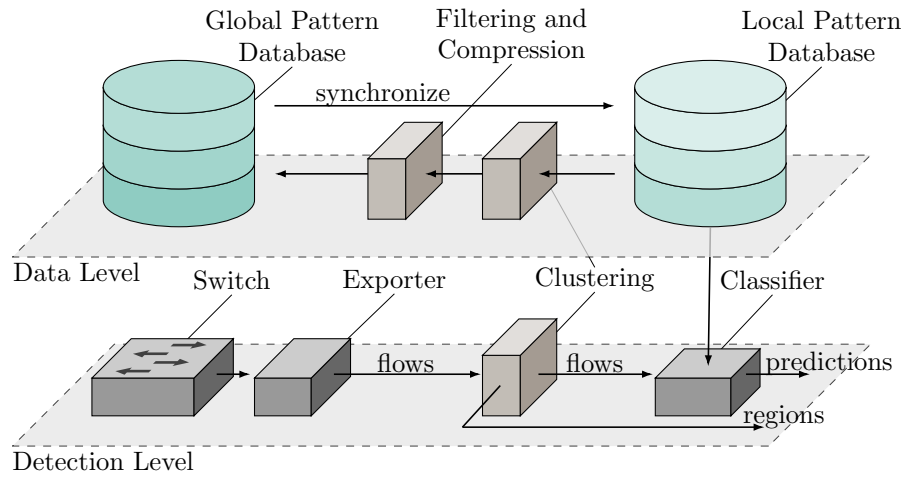 Global Pattern
Database
Filtering and
Compression
Local Pattern
Database
synchronize
Data Level
Switch
Exporter
Clustering
Classifier
flows
flows
predictions
regions
Detection Level